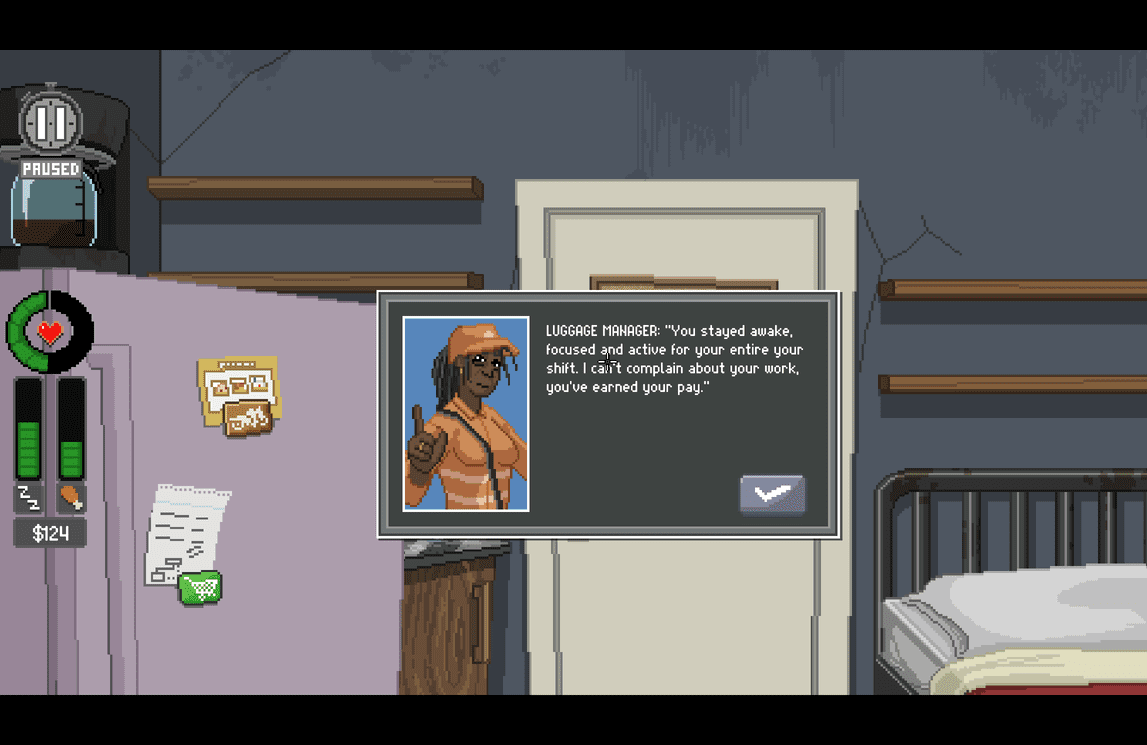 PAUSED
LUGGAGE MANAGER: "You stayed awake,
focused and active for your entire your
shift. I can't complain about your work,
you've earned your pay."
$124